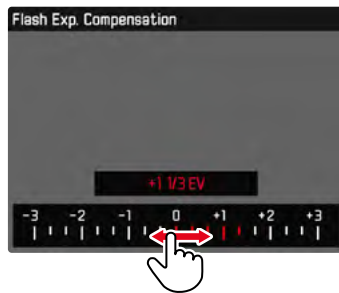 Flash Exp. Compensation
+1 1/3 EV
-3 -2 -1 0 +1 +2 +3